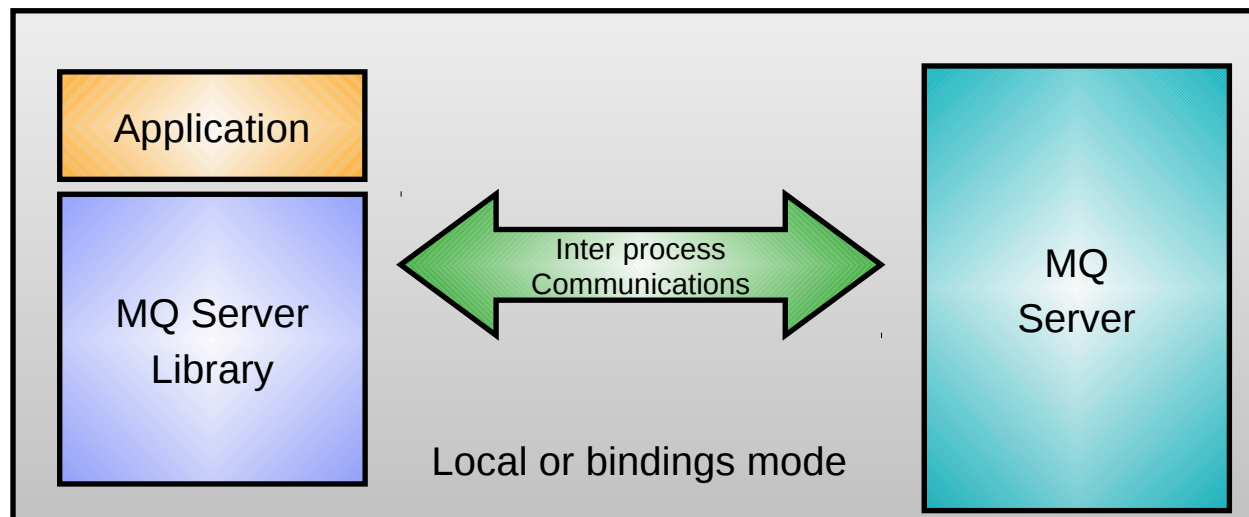 Application
MQ Server
Library
Inter process
Communications
MQ
Server
Local or bindings mode